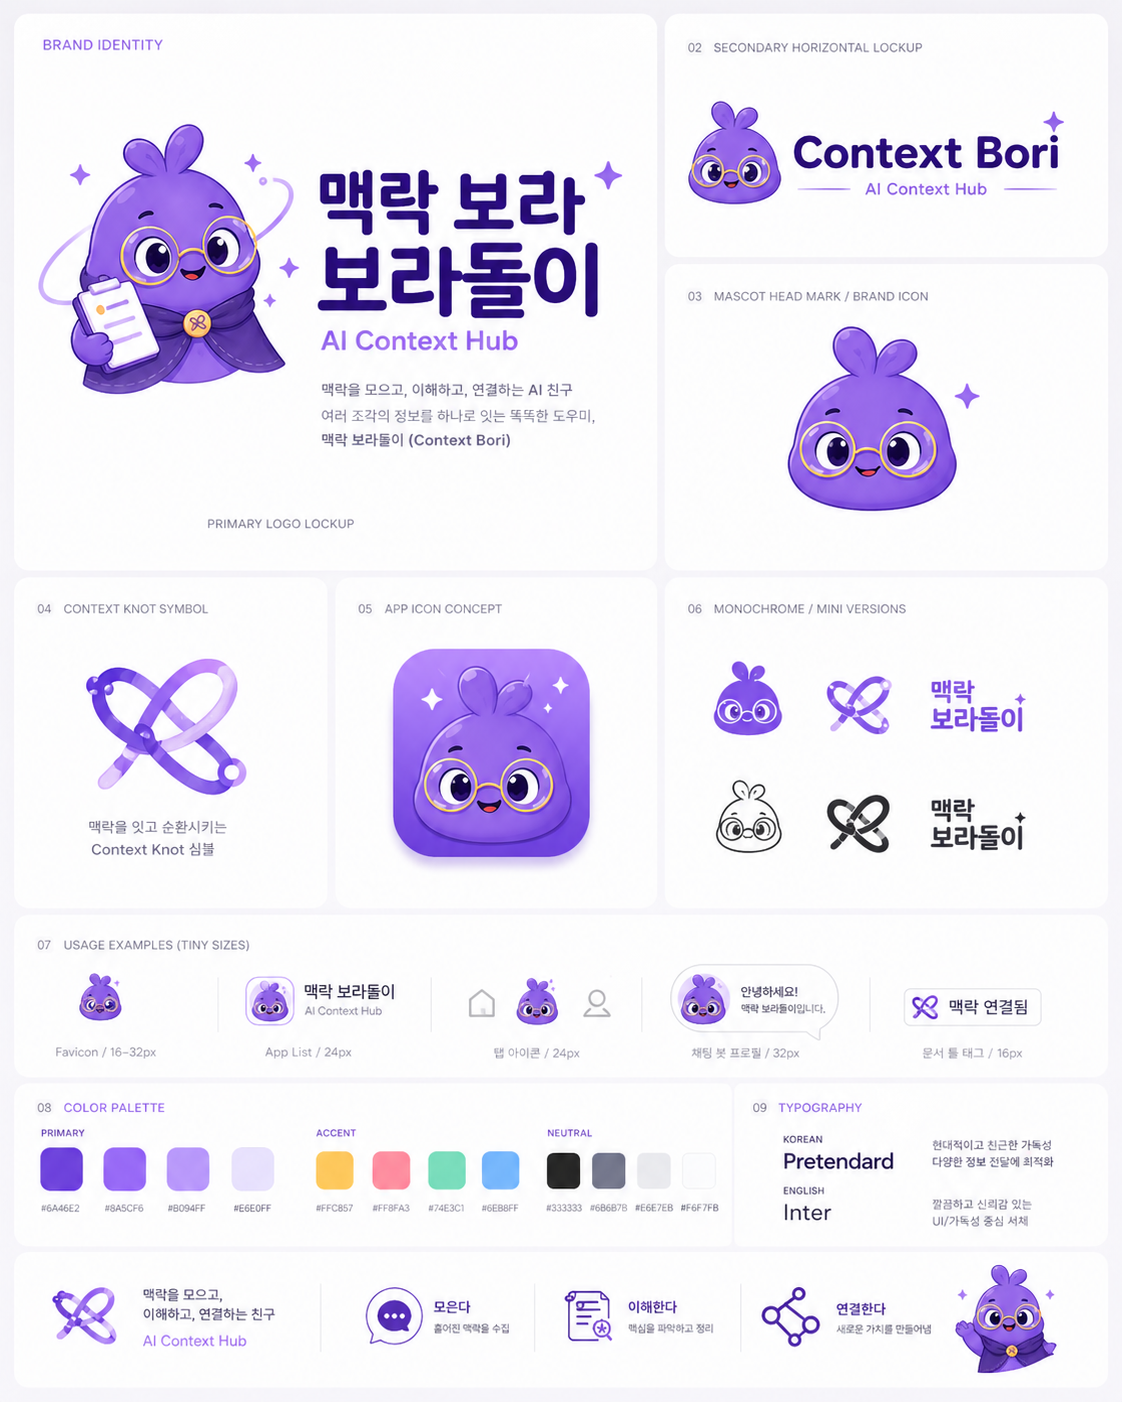 BRAND IDENTITY
맥락 보라
보라돌이
AI Context Hub
맥락을 모으고, 이해하고, 연결하는 AI 친구
여러 조각의 정보를 하나로 잇는 똑똑한 도우미,
맥락 보라돌이 (Context Bori)
PRIMARY LOGO LOCKUP
02 SECONDARY HORIZONTAL LOCKUP
Context Bori
AI Context Hub
03 MASCOT HEAD MARK / BRAND ICON
04 CONTEXT KNOT SYMBOL
맥락을 잇고 순환시키는
Context Knot 심볼
05 APP ICON CONCEPT
06 MONOCHROME / MINI VERSIONS
맥락
보라돌이
맥락
보라돌이
07 USAGE EXAMPLES (TINY SIZES)
Favicon / 16–32px
맥락 보라돌이
AI Context Hub
App List / 24px
탭 아이콘 / 24px
안녕하세요!
맥락 보라돌이입니다.
채팅 봇 프로필 / 32px
맥락 연결됨
문서 툴 태그 / 16px
08 COLOR PALETTE
PRIMARY
#6A46E2 #8A5CF6 #B094FF #E6E0FF
ACCENT
#FFC857 #FF8FA3 #74E3C1 #6EB8FF
NEUTRAL
#333333 #6B6B7B #E6E7EB #F6F7FB
09 TYPOGRAPHY
KOREAN
Pretendard
현대적이고 친근한 가독성
다양한 정보 전달에 최적화
ENGLISH
Inter
깔끔하고 신뢰감 있는
UI/가독성 중심 서체
맥락을 모으고,
이해하고, 연결하는 친구
AI Context Hub
모은다
흩어진 맥락을 수집
이해한다
핵심을 파악하고 정리
연결한다
새로운 가치를 만들어냄